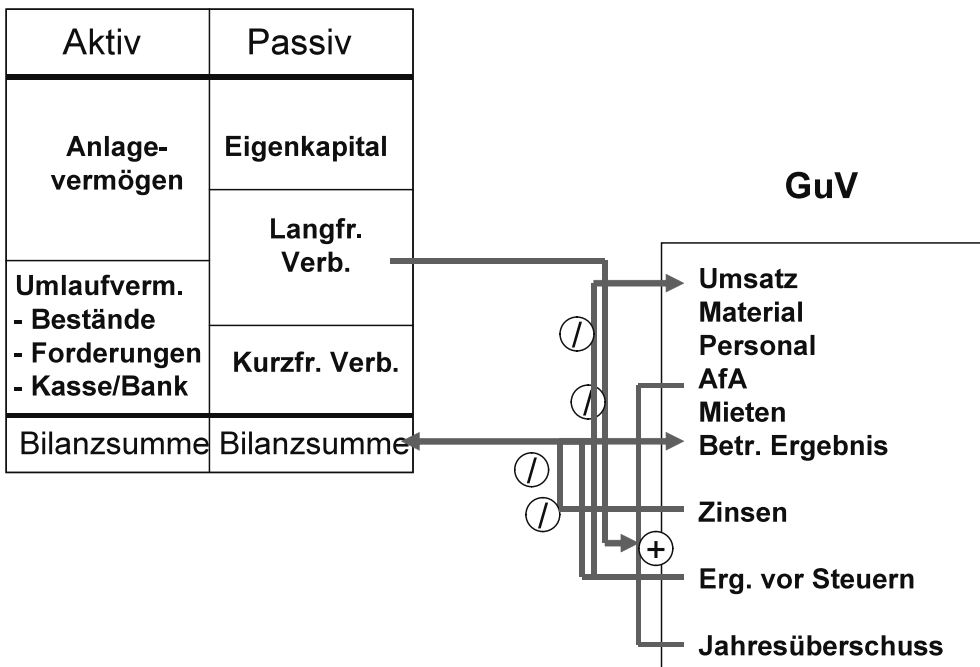 Aktiv Passiv
Anlage-
vermögen
Eigenkapital
Langfr.
Verb.
Umlaufverm.
- Bestände
- Forderungen
- Kasse/Bank
Kurzfr. Verb.
Bilanzsumme Bilanzsumme
/
/
/
/
+
GuV
Umsatz
Material
Personal
AfA
Mieten
Betr. Ergebnis
Zinsen
Erg. vor Steuern
Jahresüberschuss